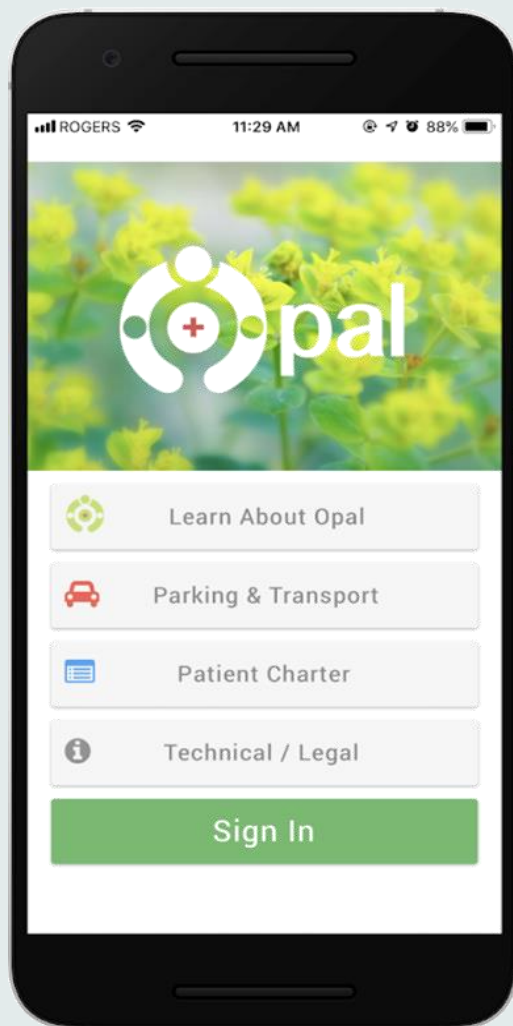 ROGERS 11:29 AM 88%
Opal
Learn About Opal
Parking & Transport
Patient Charter
Technical / Legal
Sign In